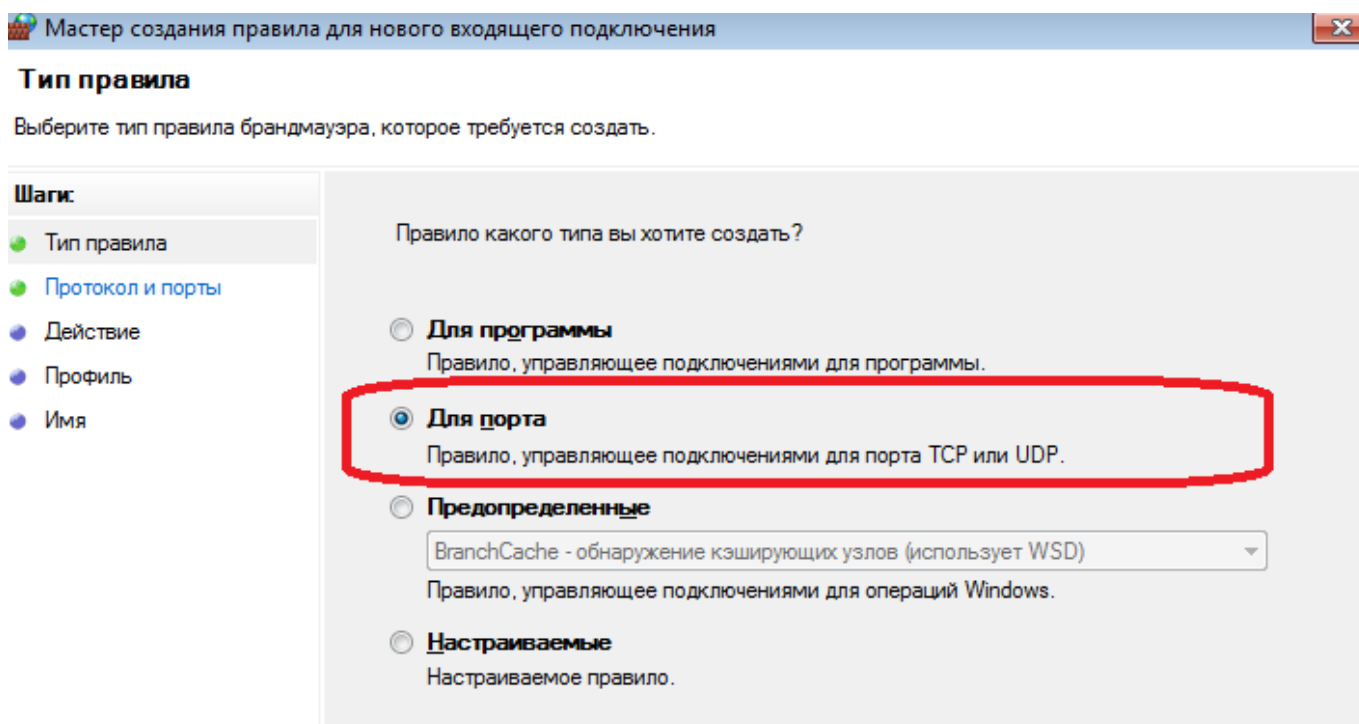 Мастер создания правила для нового входящего подключения
Тип правила
Выберите тип правила брандмауэра, которое требуется создать.
Шаги:
Тип правила
Протокол и порты
Действие
Профиль
Имя
Правило какого типа вы хотите создать?
Для программы
Правило, управляющее подключениями для программы.
Для порта
Правило, управляющее подключениями для порта TCP или UDP.
Предопределенные
BranchCache - обнаружение кэширующих узлов (использует WSD)
Правило, управляющее подключениями для операций Windows.
Настраиваемые
Настраиваемое правило.